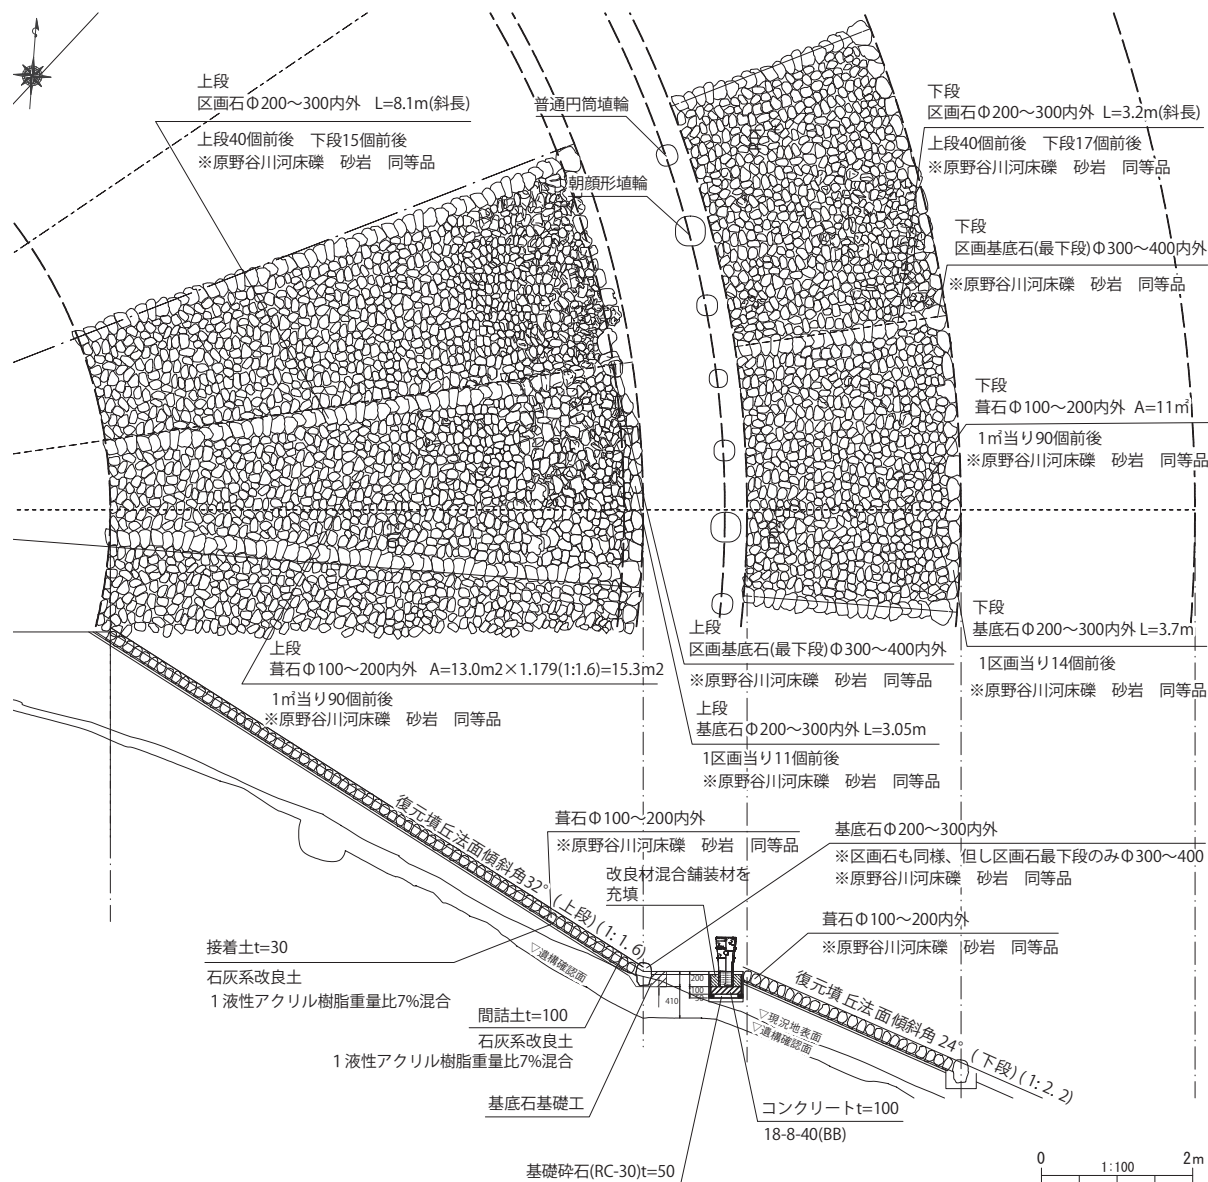 S
上段
区画石Φ200〜300内外 L=8.1m(斜長)
上段40個前後 下段15個前後
※原野谷川河床礫 砂岩 同等品
普通円筒埴輪
朝顔形埴輪
下段
区画石Φ200〜300内外 L=3.2m(斜長)
上段40個前後 下段17個前後
※原野谷川河床礫 砂岩 同等品
下段
区画基底石(最下段)Φ300〜400内外
※原野谷川河床礫 砂岩 同等品
下段
葺石Φ100〜200内外 A=11㎡
1㎡当り90個前後
※原野谷川河床礫 砂岩 同等品
下段
基底石Φ200〜300内外 L=3.7m
1区画当り14個前後
※原野谷川河床礫 砂岩 同等品
上段
葺石Φ100〜200内外 A=13.0m2×1.179(1:1.6)=15.3m2
1㎡当り90個前後
※原野谷川河床礫 砂岩 同等品
上段
区画基底石(最下段)Φ300〜400内外
※原野谷川河床礫 砂岩 同等品
上段
基底石Φ200〜300内外 L=3.05m
1区画当り11個前後
※原野谷川河床礫 砂岩 同等品
復元墳丘法面傾斜角32°(上段)(1:1.6)
葺石Φ100〜200内外
※原野谷川河床礫 砂岩 同等品
改良材混合舗装材を
充填
基底石Φ200〜300内外
※区画石も同様、但し区画石最下段のみΦ300〜400
※原野谷川河床礫 砂岩 同等品
葺石Φ100〜200内外
※原野谷川河床礫 砂岩 同等品
接着土t=30
石灰系改良土
1液性アクリル樹脂重量比7%混合
▽遺構確認面
間詰土t=100
石灰系改良土
1液性アクリル樹脂重量比7%混合
200
100
50
410
復元墳丘法面傾斜角24°(下段)(1:2.2)
▽現況地表面
▽遺構確認面
基底石基礎工
コンクリートt=100
18-8-40(BB)
基礎砕石(RC-30)t=50
0 2m
1:100